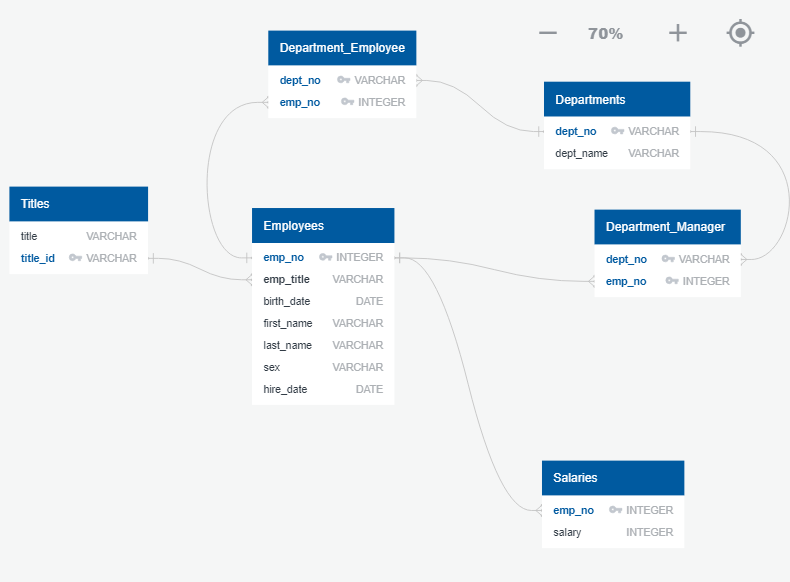 70%
Department_Employee
dept_no VARCHAR
emp_no INTEGER
Departments
dept_no VARCHAR
dept_name VARCHAR
Titles
title VARCHAR
title_id VARCHAR
Employees
emp_no INTEGER
emp_title VARCHAR
birth_date DATE
first_name VARCHAR
last_name VARCHAR
sex VARCHAR
hire_date DATE
Department_Manager
dept_no VARCHAR
emp_no INTEGER
Salaries
emp_no INTEGER
salary INTEGER